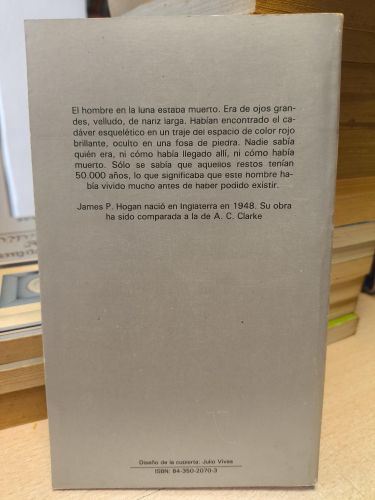 El hombre en la luna estaba muerto. Era de ojos gran-
des, velludo, de nariz larga. Habían encontrado el ca-
dáver esquelético en un traje del espacio de color rojo
brillante, oculto en una fosa de piedra. Nadie sabía
quién era, ni cómo había llegado allí, ni cómo había
muerto. Sólo se sabía que aquellos restos tenían
50.000 años, lo que significaba que este hombre ha-
bía vivido mucho antes de haber podido existir.
James P. Hogan nació en Inglaterra en 1948. Su obra
ha sido comparada a la de A. C. Clarke
Diseño de la cubierta: Julio Vivas
ISBN: 84-350-2070-3